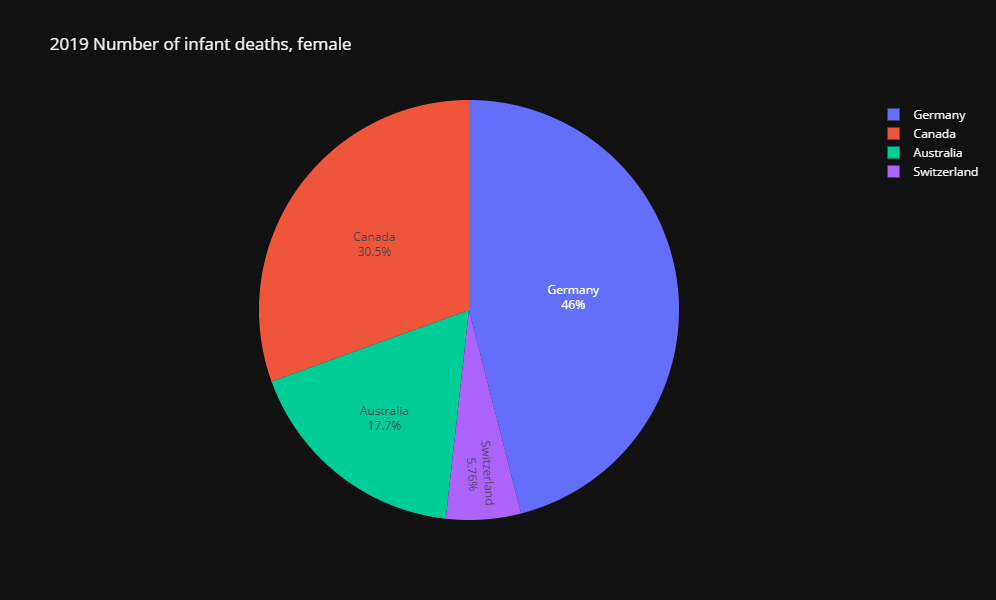 2019 Number of infant deaths, female
Germany
Canada
Australia
Switzerland
Canada
30.5%
Germany
46%
Australia
17.7%
Switzerland
5.76%